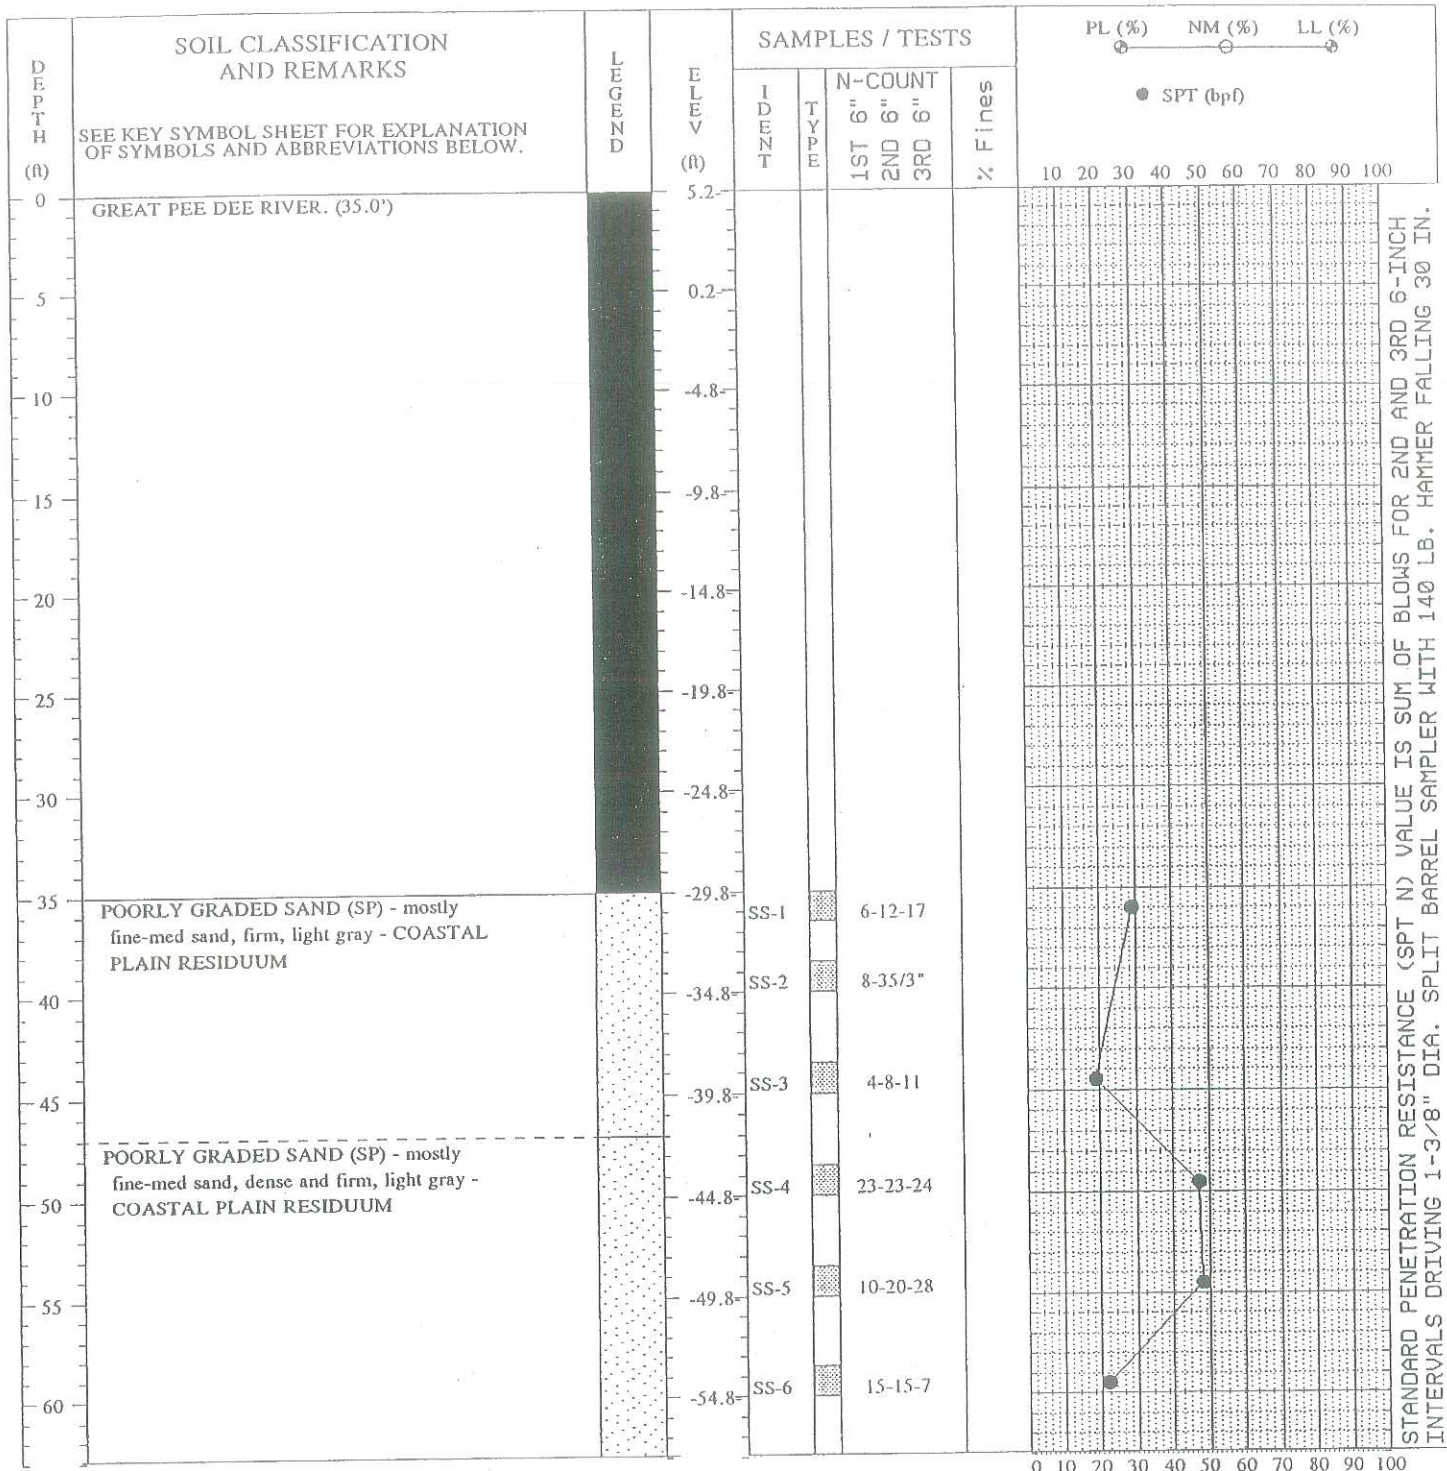 DEPTH
(ft)
SOIL CLASSIFICATION
AND REMARKS
SEE KEY SYMBOL SHEET FOR EXPLANATION
OF SYMBOLS AND ABBREVIATIONS BELOW.
LEGEND
ELEV
(ft)
SAMPLES / TESTS
IDENT
TYPE
N-COUNT
1ST 6"
2ND 6"
3RD 6"
% Fines
PL (%) NM (%) LL (%)
SPT (bpf)
10 20 30 40 50 60 70 80 90 100
0 GREAT PEE DEE RIVER. (35.0') 5.2
5 0.2
10 -4.8
15 -9.8
20 -14.8
25 -19.8
30 -24.8
35 -29.8
POORLY GRADED SAND (SP) - mostly
fine-med sand, firm, light gray - COASTAL
PLAIN RESIDUUM
SS-1 6-12-17
SS-2 8-35/3"
40 -34.8
SS-3 4-8-11
45 -39.8
POORLY GRADED SAND (SP) - mostly
fine-med sand, dense and firm, light gray -
COASTAL PLAIN RESIDUUM
SS-4 23-23-24
50 -44.8
SS-5 10-20-28
55 -49.8
SS-6 15-15-7
60 -54.8
0 10 20 30 40 50 60 70 80 90 100
STANDARD PENETRATION RESISTANCE (SPT N) VALUE IS SUM OF BLOWS FOR 2ND AND 3RD 6-INCH
INTERVALS DRIVING 1-3/8" DIA. SPLIT BARREL SAMPLER WITH 140 LB. HAMMER FALLING 30 IN.